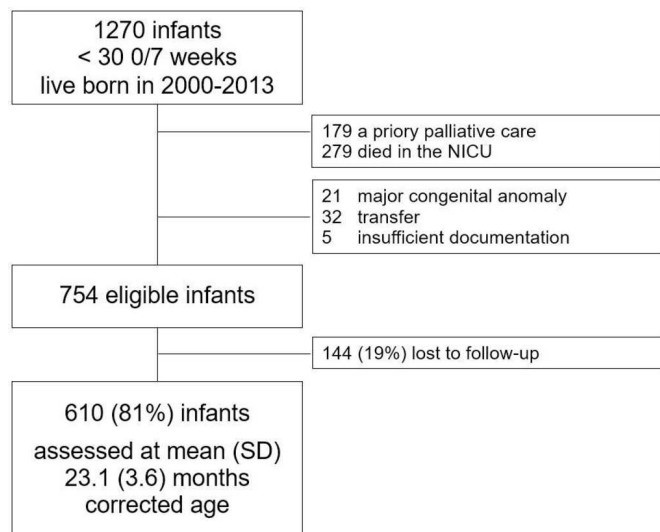 1270 infants
< 30 0/7 weeks
live born in 2000-2013
179 a priory palliative care
279 died in the NICU
21 major congenital anomaly
32 transfer
5 insufficient documentation
754 eligible infants
144 (19%) lost to follow-up
610 (81%) infants
assessed at mean (SD)
23.1 (3.6) months
corrected age